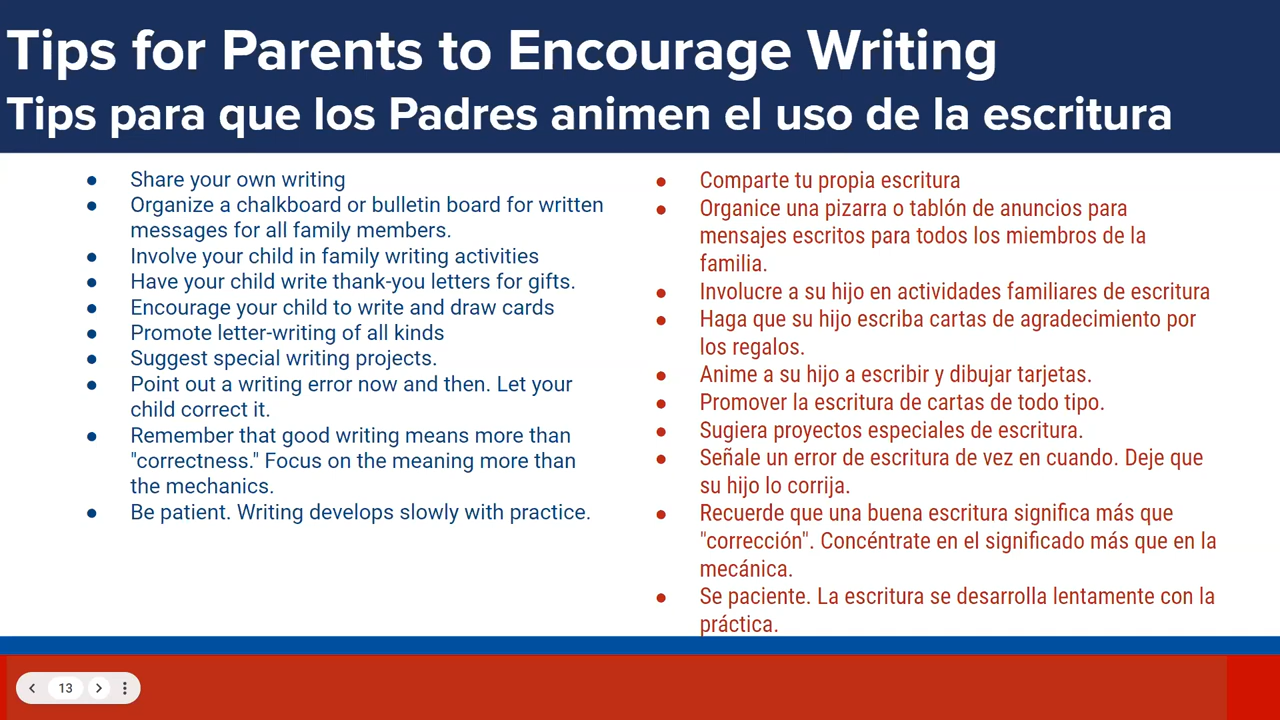 Tips for Parents to Encourage Writing
Tips para que los Padres animen el uso de la escritura
● Share your own writing
● Organize a chalkboard or bulletin board for written
messages for all family members.
● Involve your child in family writing activities
● Have your child write thank-you letters for gifts.
● Encourage your child to write and draw cards
● Promote letter-writing of all kinds
● Suggest special writing projects.
● Point out a writing error now and then. Let your
child correct it.
● Remember that good writing means more than
"correctness." Focus on the meaning more than
the mechanics.
● Be patient. Writing develops slowly with practice.
● Comparte tu propia escritura
● Organice una pizarra o tablón de anuncios para
mensajes escritos para todos los miembros de la
familia.
● Involucre a su hijo en actividades familiares de escritura
● Haga que su hijo escriba cartas de agradecimiento por
los regalos.
● Anime a su hijo a escribir y dibujar tarjetas.
● Promover la escritura de cartas de todo tipo.
● Sugiera proyectos especiales de escritura.
● Señale un error de escritura de vez en cuando. Deje que
su hijo lo corrija.
● Recuerde que una buena escritura significa más que
"corrección". Concéntrate en el significado más que en la
mecánica.
● Se paciente. La escritura se desarrolla lentamente con la
práctica.
13